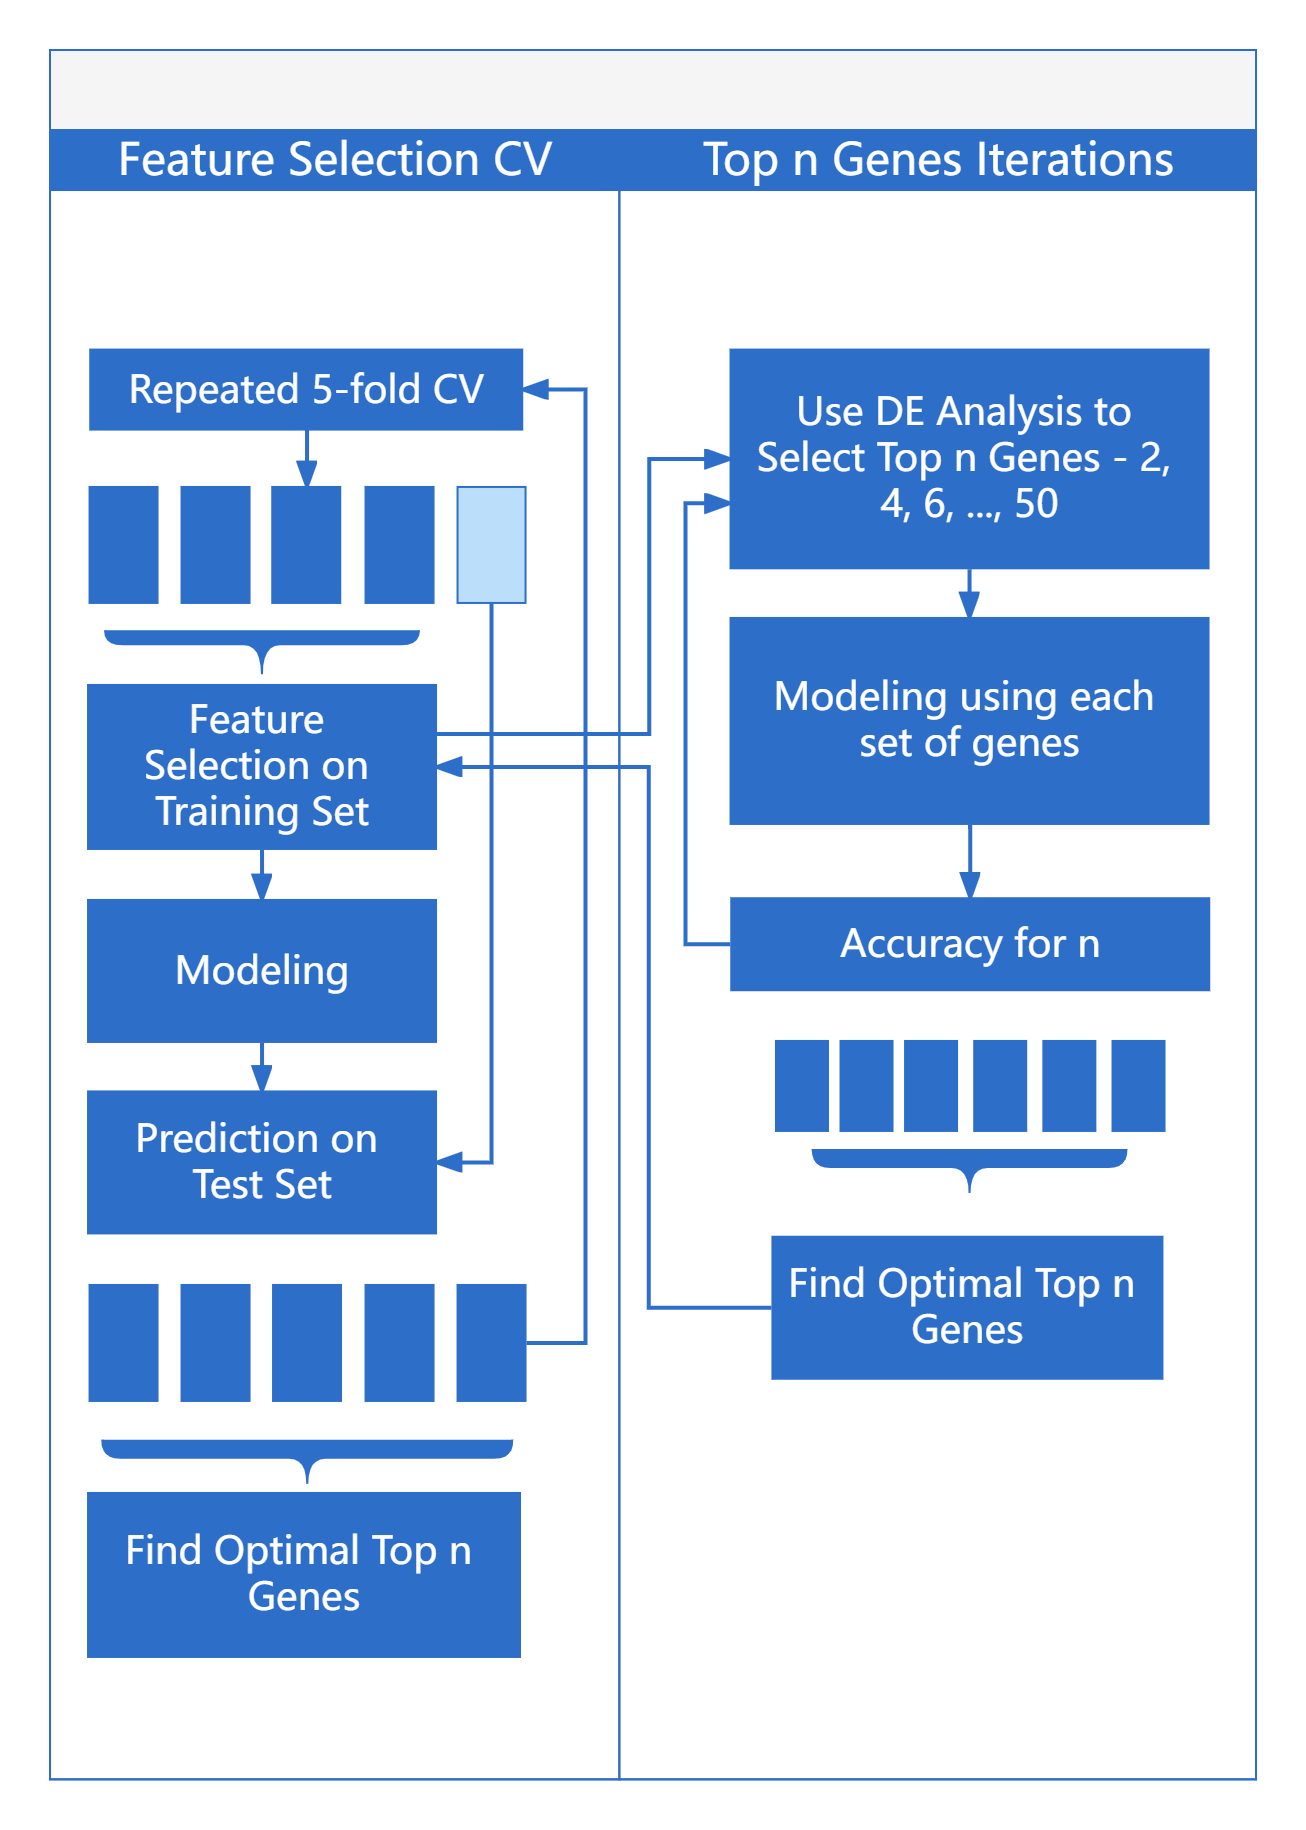 Feature Selection CV
Top n Genes Iterations
Repeated 5-fold CV
Feature
Selection on
Training Set
Modeling
Prediction on
Test Set
Find Optimal Top n
Genes
Use DE Analysis to
Select Top n Genes - 2,
4, 6, ..., 50
Modeling using each
set of genes
Accuracy for n
Find Optimal Top n
Genes